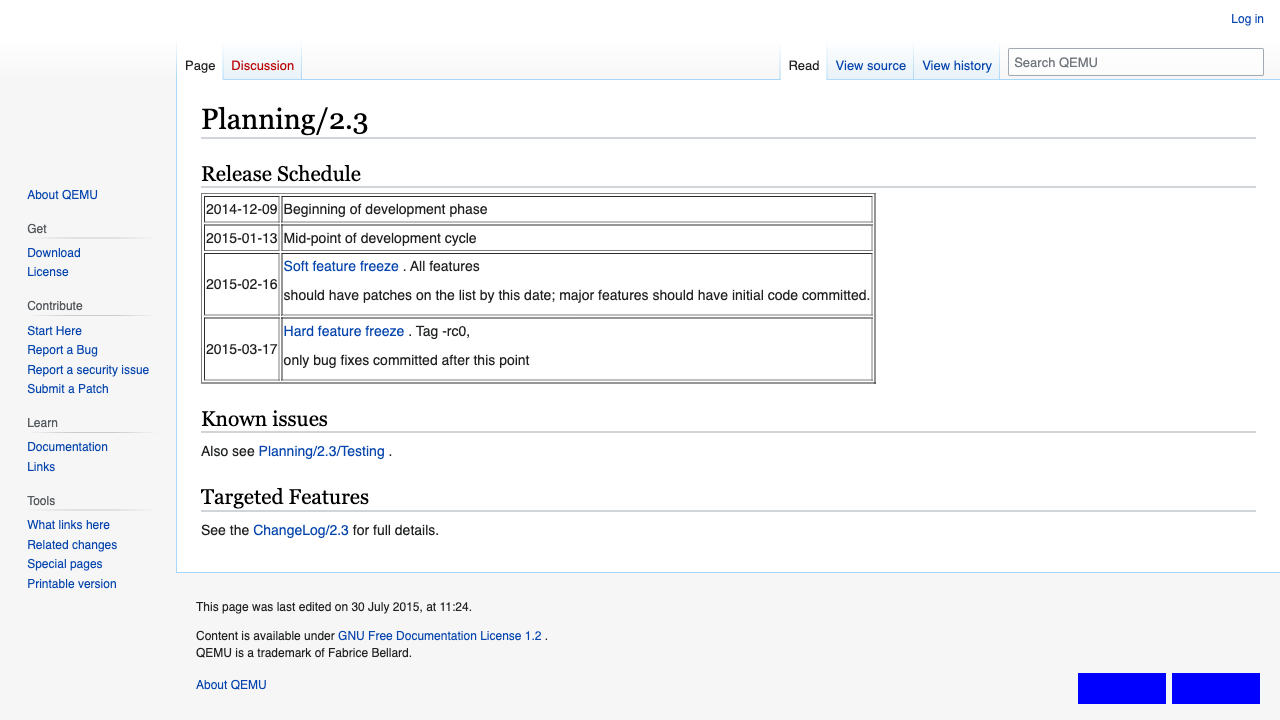 Log in
Page
Discussion
Read
View source
View history
Search QEMU
Planning/2.3
Release Schedule
2014-12-09 Beginning of development phase
2015-01-13 Mid-point of development cycle
2015-02-16 Soft feature freeze . All features
should have patches on the list by this date; major features should have initial code committed.
2015-03-17 Hard feature freeze . Tag -rc0,
only bug fixes committed after this point
Known issues
Also see Planning/2.3/Testing .
Targeted Features
See the ChangeLog/2.3 for full details.
About QEMU
Get
Download
License
Contribute
Start Here
Report a Bug
Report a security issue
Submit a Patch
Learn
Documentation
Links
Tools
What links here
Related changes
Special pages
Printable version
This page was last edited on 30 July 2015, at 11:24.
Content is available under GNU Free Documentation License 1.2 .
QEMU is a trademark of Fabrice Bellard.
About QEMU